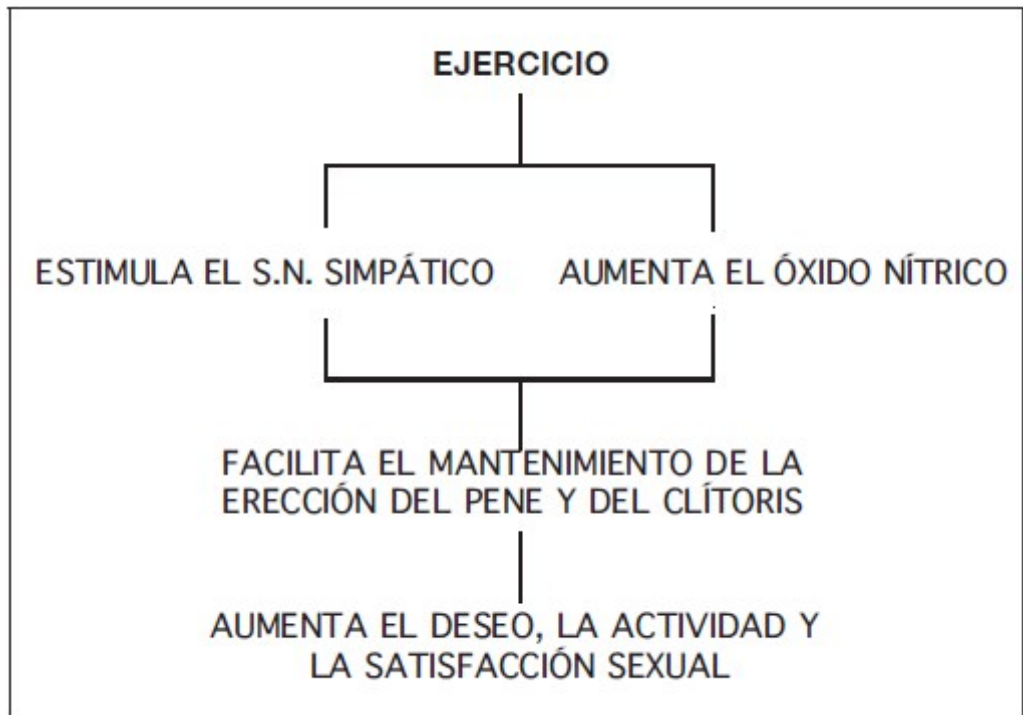 EJERCICIO
ESTIMULA EL S.N. SIMPÁTICO
AUMENTA EL ÓXIDO NÍTRICO
FACILITA EL MANTENIMIENTO DE LA
ERECCIÓN DEL PENE Y DEL CLÍTORIS
AUMENTA EL DESEO, LA ACTIVIDAD Y
LA SATISFACCIÓN SEXUAL